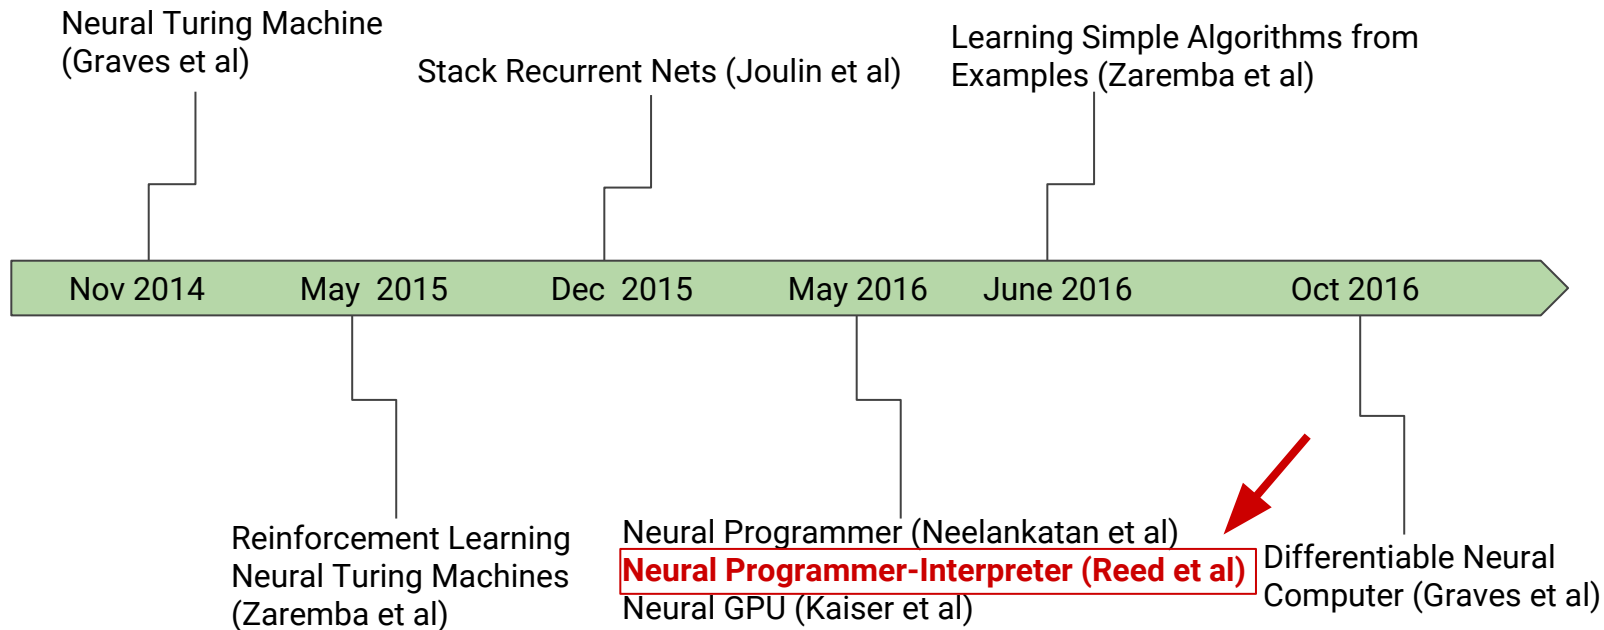 Neural Turing Machine
(Graves et al)
Stack Recurrent Nets (Joulin et al)
Learning Simple Algorithms from
Examples (Zaremba et al)
Nov 2014
May 2015
Dec 2015
May 2016
June 2016
Oct 2016
Reinforcement Learning
Neural Turing Machines
(Zaremba et al)
Neural Programmer (Neelankatan et al)
Neural Programmer-Interpreter (Reed et al)
Neural GPU (Kaiser et al)
Differentiable Neural
Computer (Graves et al)